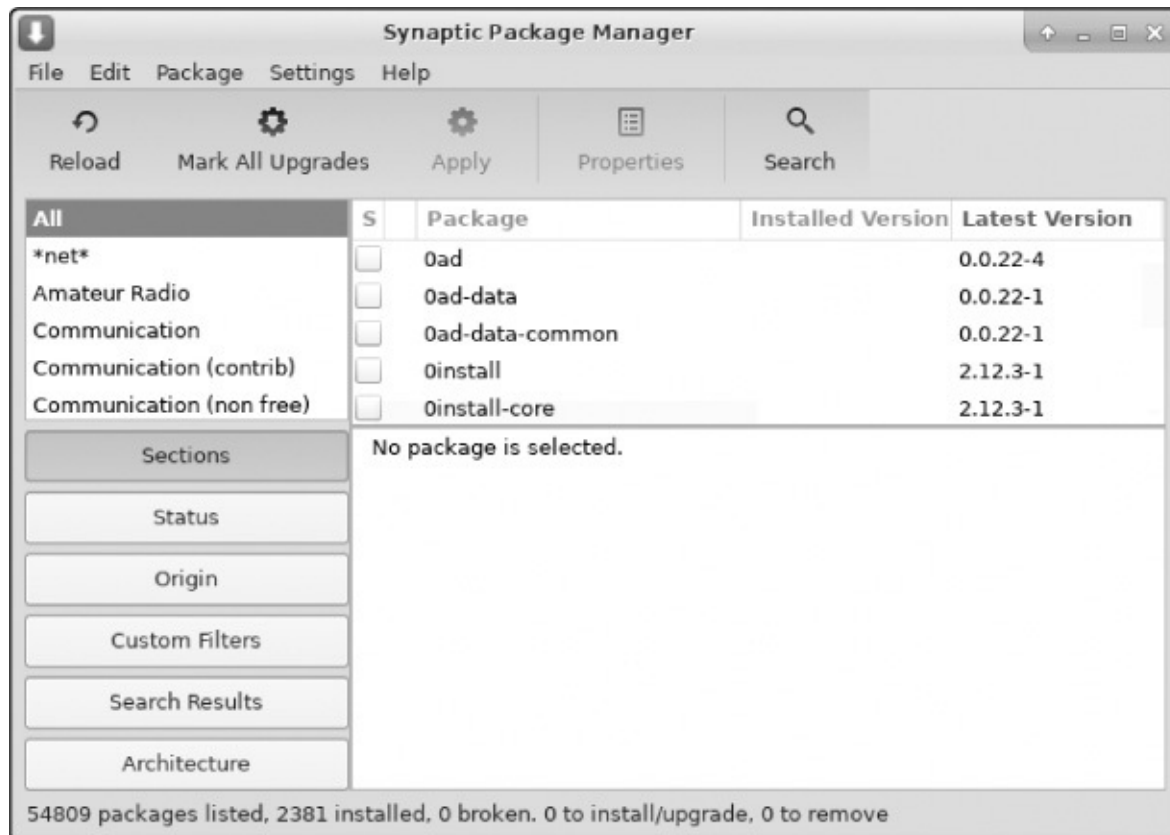 Synaptic Package Manager
File Edit Package Settings Help
Reload Mark All Upgrades Apply Properties Search
All
*net*
Amateur Radio
Communication
Communication (contrib)
Communication (non free)
S Package Installed Version Latest Version
0ad 0.0.22-4
0ad-data 0.0.22-1
0ad-data-common 0.0.22-1
0install 2.12.3-1
0install-core 2.12.3-1
Sections
Status
Origin
Custom Filters
Search Results
Architecture
No package is selected.
54809 packages listed, 2381 installed, 0 broken. 0 to install/upgrade, 0 to remove